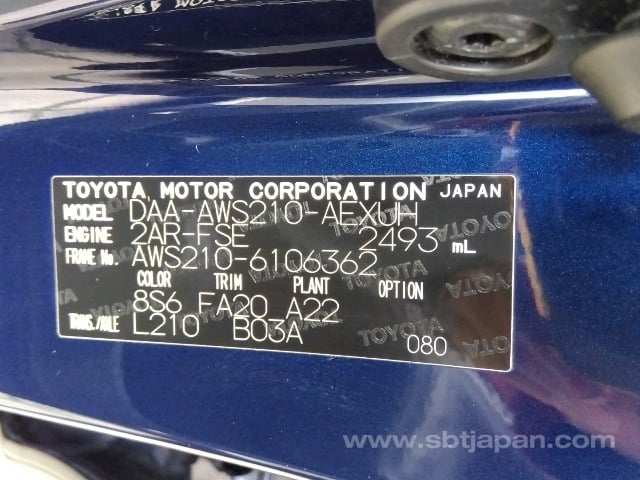 TOYOTA MOTOR CORPORATION JAPAN
MODEL DAA-AWS210-AEXUH
ENGINE 2AR-FSE 2493 mL
FRAME No. AWS210-6106362
COLOR TRIM PLANT OPTION
8S6 FA20 A22
TRANS./AXLE L210 B03A
080
www.sbtjapan.com